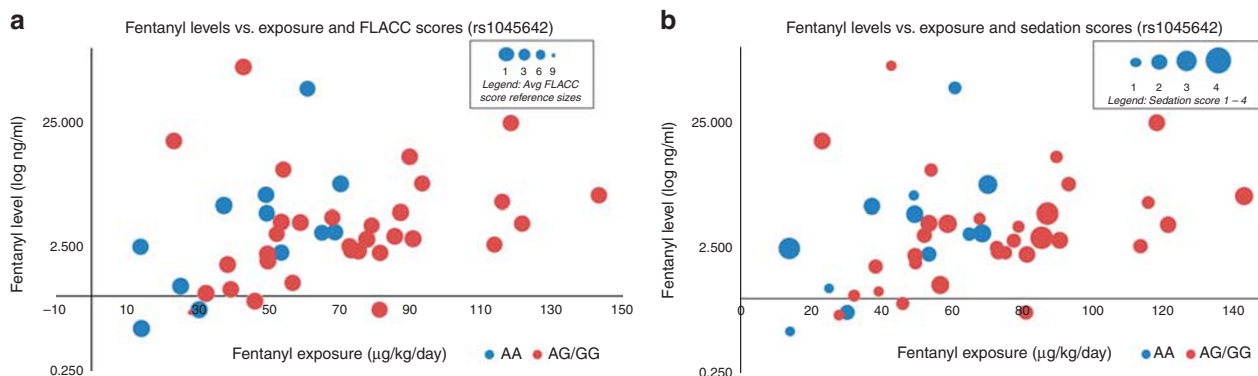 a
Fentanyl levels vs. exposure and FLACC scores (rs1045642)
1 3 6 9
Legend: Avg FLACC
score reference sizes
25.000
2.500
0.250
Fentanyl level (log ng/ml)
–10 10 30 50 70 90 110 130 150
Fentanyl exposure (μg/kg/day)
AA AG/GG
b
Fentanyl levels vs. exposure and sedation scores (rs1045642)
1 2 3 4
Legend: Sedation score 1 – 4
25.000
2.500
0.250
Fentanyl level (log ng/ml)
0 20 40 60 80 100 120 140
Fentanyl exposure (μg/kg/day)
AA AG/GG